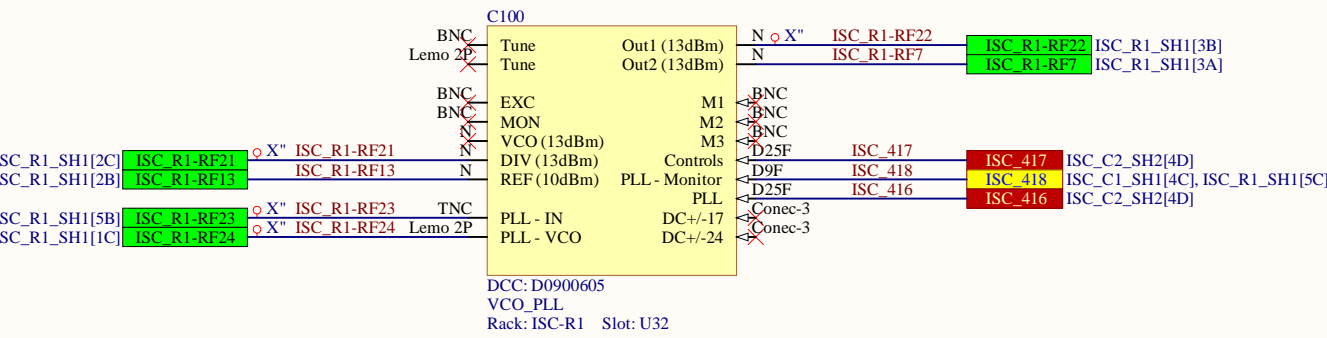 C100
BNC Tune Out1 (13dBm) N X" ISC_R1-RF22 ISC_R1-RF22 ISC_R1_SH1[3B]
Lemo 2P Tune Out2 (13dBm) N ISC_R1-RF7 ISC_R1-RF7 ISC_R1_SH1[3A]
BNC EXC M1 BNC
BNC MON M2 BNC
N VCO (13dBm) M3 BNC
SC_R1_SH1[2C] ISC_R1-RF21 X" ISC_R1-RF21 N DIV (13dBm) Controls D25F ISC_417 ISC_417 ISC_C2_SH2[4D]
SC_R1_SH1[2B] ISC_R1-RF13 ISC_R1-RF13 N REF (10dBm) PLL - Monitor D9F ISC_418 ISC_418 ISC_C1_SH1[4C], ISC_R1_SH1[5C]
PLL D25F ISC_416 ISC_416 ISC_C2_SH2[4D]
SC_R1_SH1[5B] ISC_R1-RF23 X" ISC_R1-RF23 TNC PLL - IN DC+/-17 Conec-3
SC_R1_SH1[1C] ISC_R1-RF24 X" ISC_R1-RF24 Lemo 2P PLL - VCO DC+/-24 Conec-3
DCC: D0900605
VCO_PLL
Rack: ISC-R1 Slot: U32